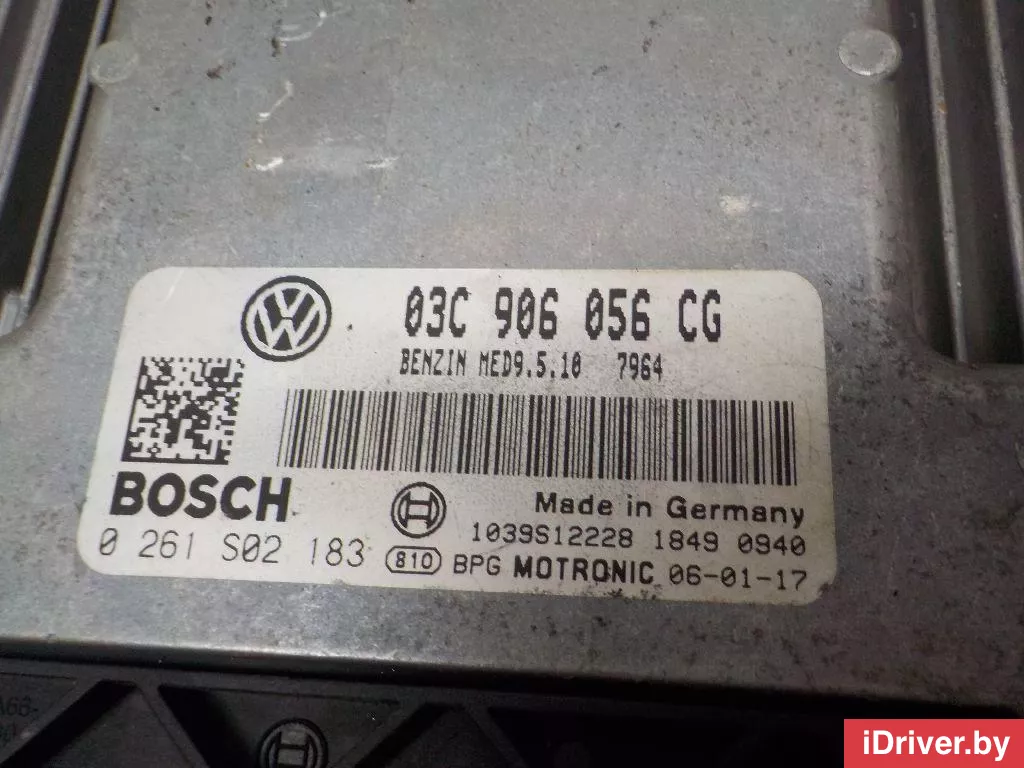 03C 906 056 CG
BENZIN MED9.5.10 7964
BOSCH
Made in Germany
0 261 S02 183
1039S12228 1849 0940
810 BPG MOTRONIC 06-01-17
iDriver.by